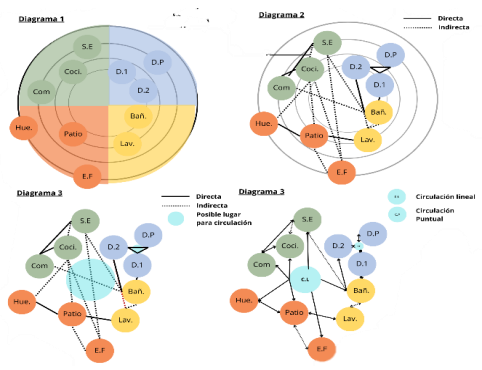 Diagrama 1
S.E
Coci.
D.P
D.1
D.2
Com
Bañ.
Hue.
Patio
Lav.
E.F
Diagrama 2
Directa
Indirecta
S.E
D.P
Coci.
D.2
D.1
Com
Bañ.
Hue.
Patio
Lav.
E.F
Diagrama 3
Directa
Indirecta
Posible lugar
para circulación
S.E
D.P
Coci.
D.2
Com
D.1
Bañ.
Hue.
Patio
Lav.
E.F
Diagrama 3
Circulación lineal
Circulación
Puntual
S.E
D.P
Coci.
D.2
Com
D.1
Bañ.
Hue.
Patio
Lav.
E.F